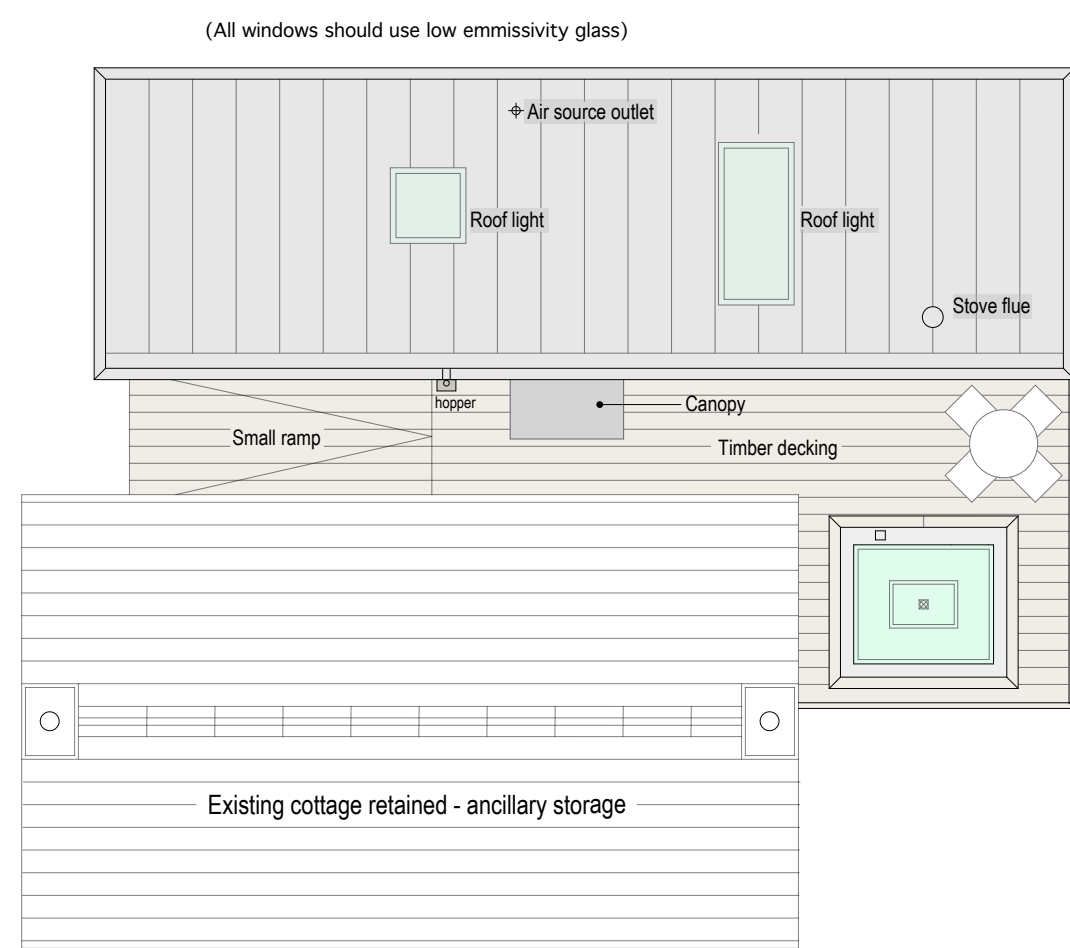 (All windows should use low emmissivity glass)
Air source outlet
Roof light
Roof light
Stove flue
hopper
Canopy
Small ramp
Timber decking
Existing cottage retained - ancillary storage